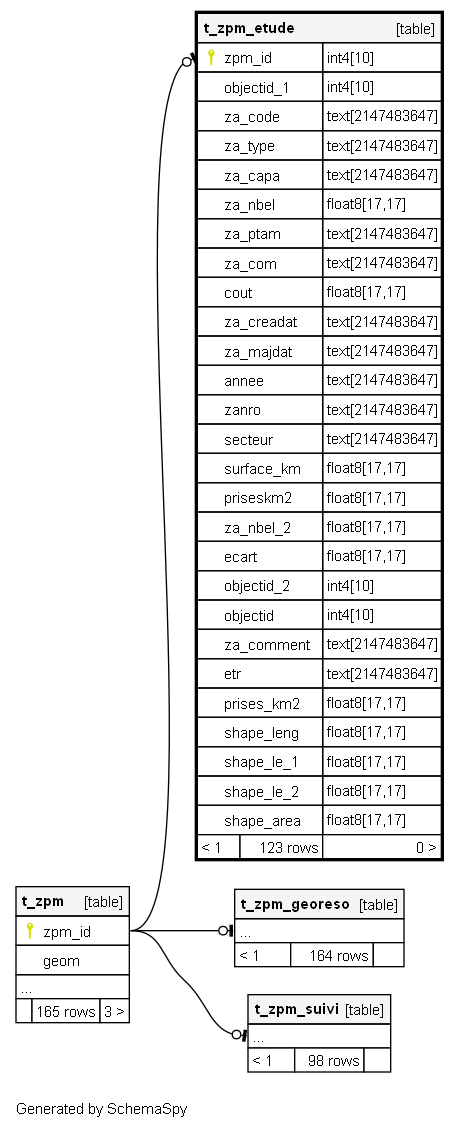 t_zpm_etude [table]
zpm_id int4[10]
objectid_1 int4[10]
za_code text[2147483647]
za_type text[2147483647]
za_capa text[2147483647]
za_nbel float8[17,17]
za_ptam text[2147483647]
za_com text[2147483647]
cout float8[17,17]
za_creadat text[2147483647]
za_majdat text[2147483647]
annee text[2147483647]
zanro text[2147483647]
secteur text[2147483647]
surface_km float8[17,17]
priseskm2 float8[17,17]
za_nbel_2 float8[17,17]
ecart float8[17,17]
objectid_2 int4[10]
objectid int4[10]
za_comment text[2147483647]
etr text[2147483647]
prises_km2 float8[17,17]
shape_leng float8[17,17]
shape_le_1 float8[17,17]
shape_le_2 float8[17,17]
shape_area float8[17,17]
< 1 123 rows 0 >
t_zpm [table]
zpm_id
geom
...
165 rows 3 >
t_zpm_georeso [table]
...
< 1 164 rows
t_zpm_suivi [table]
...
< 1 98 rows
Generated by SchemaSpy